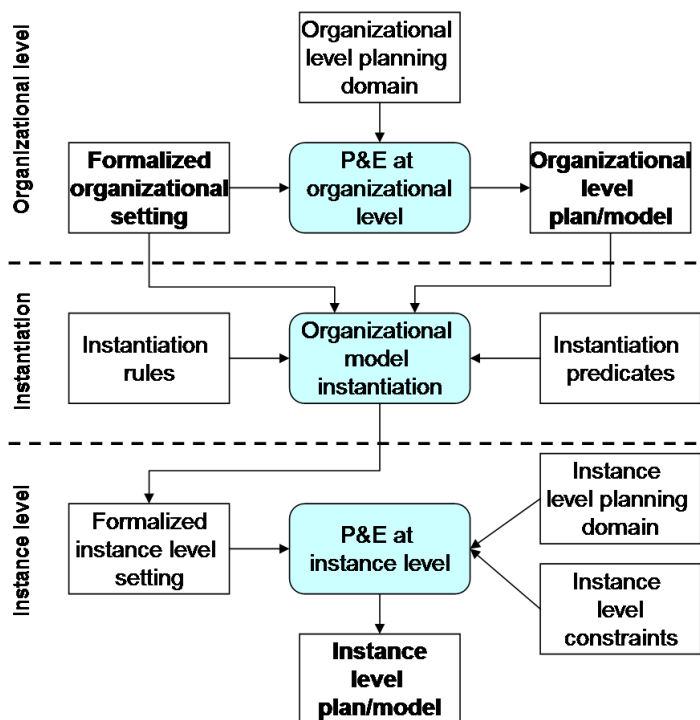 Organizational level
Organizational
level planning
domain
Formalized
organizational
setting
P&E at
organizational
level
Organizational
level
plan/model
Instantiation
Instantiation
rules
Organizational
model
instantiation
Instantiation
predicates
Instance level
Formalized
instance level
setting
P&E at
instance level
Instance
level planning
domain
Instance
level
constraints
Instance
level
plan/model